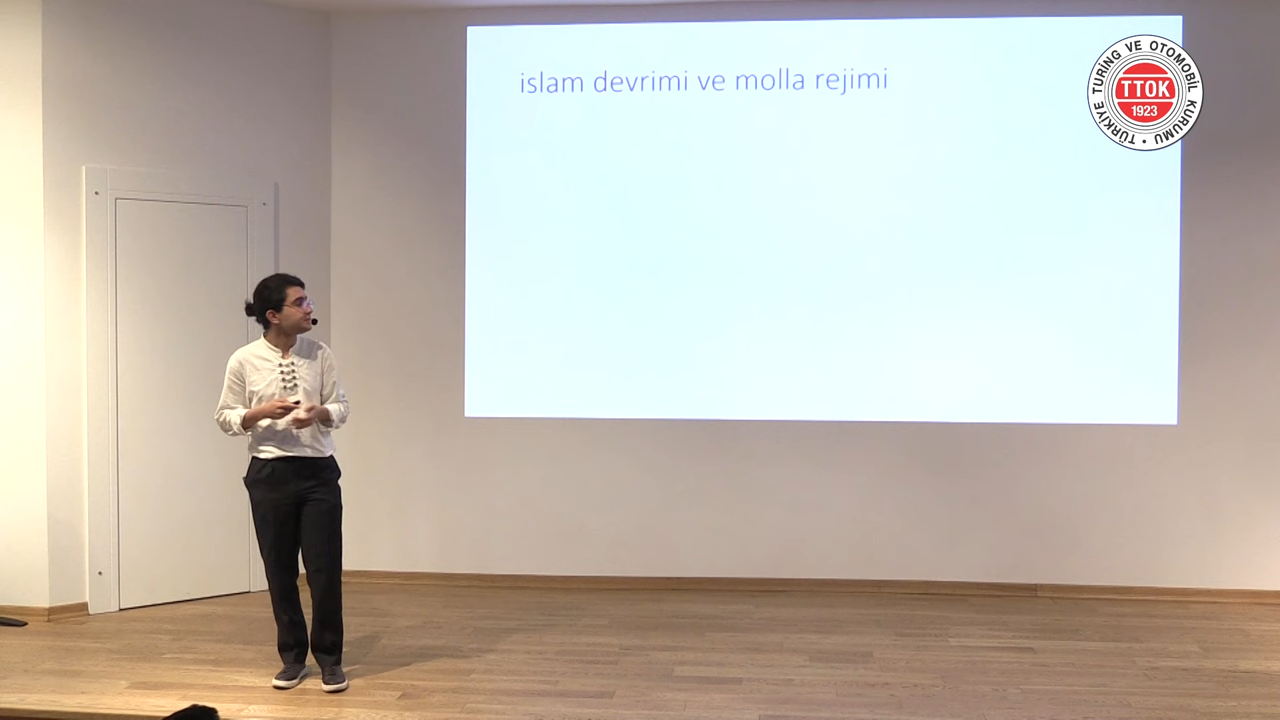 islam devrimi ve molla rejimi
TÜRKİYE TURİNG VE OTOMOBİL KURUMU
TTOK
1923